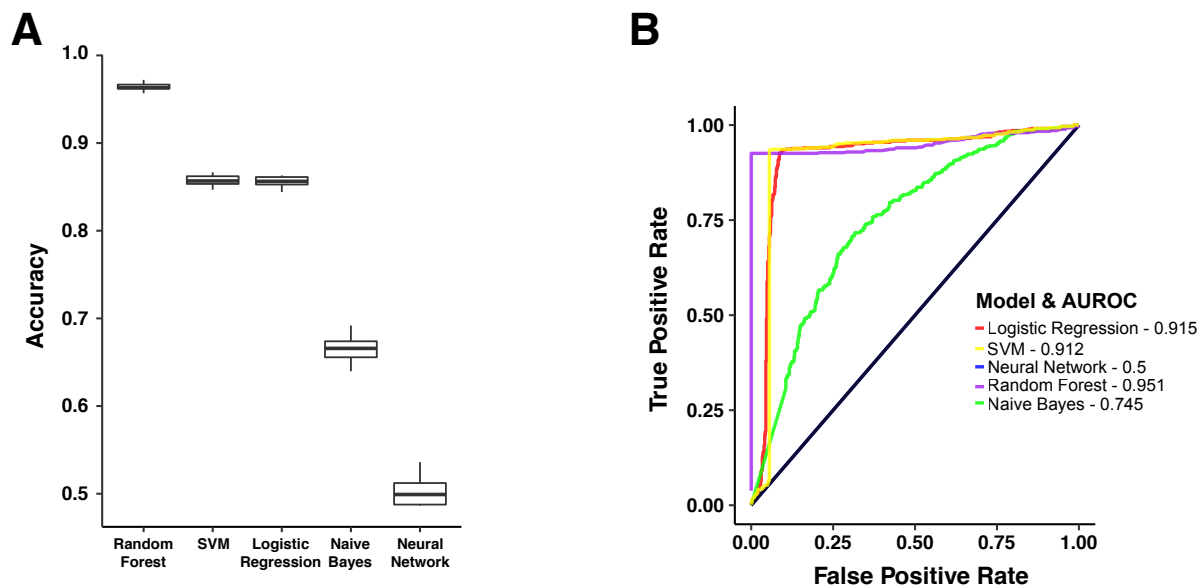 A
Accuracy
1.0
0.9
0.8
0.7
0.6
0.5
Random
Forest
SVM
Logistic
Regression
Naive
Bayes
Neural
Network
B
True Positive Rate
1.00
0.75
0.50
0.25
0.00
Model & AUROC
Logistic Regression - 0.915
SVM - 0.912
Neural Network - 0.5
Random Forest - 0.951
Naive Bayes - 0.745
0.00 0.25 0.50 0.75 1.00
False Positive Rate